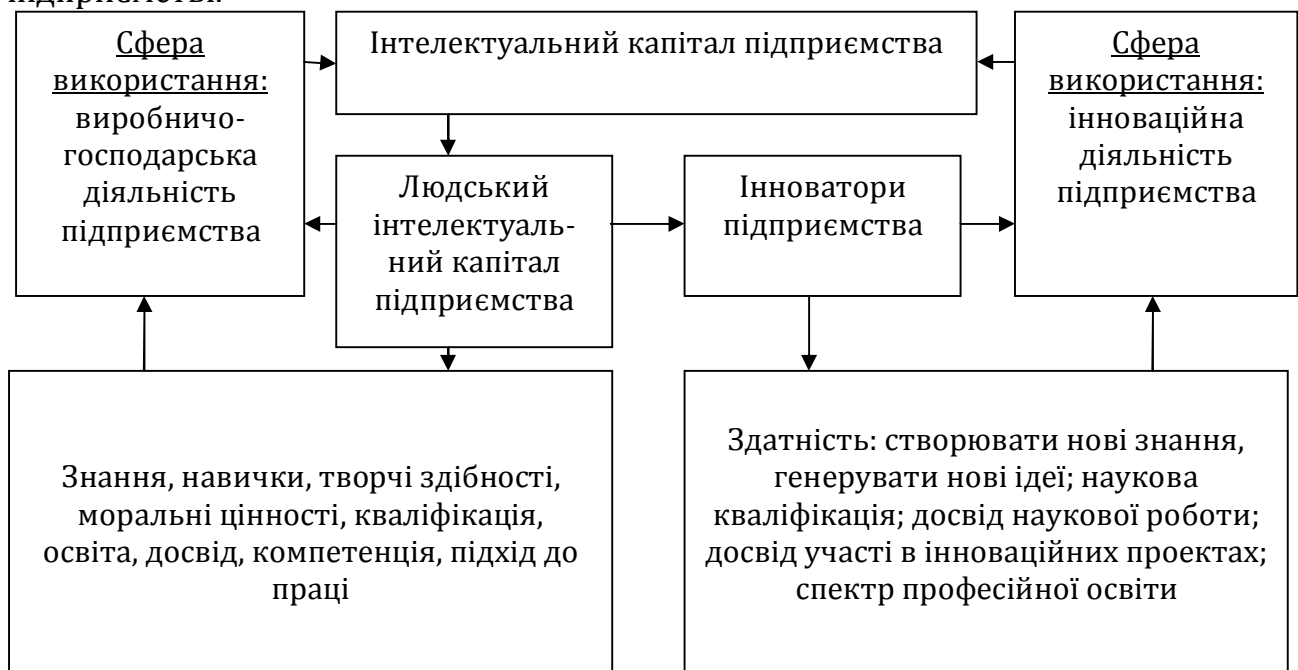 Сфера
використання:
виробничо-
господарська
діяльність
підприємства
Інтелектуальний капітал підприємства
Сфера
використання:
інноваційна
діяльність
підприємства
Людський
інтелектуаль-
ний капітал
підприємства
Інноватори
підприємства
Знання, навички, творчі здібності,
моральні цінності, кваліфікація,
освіта, досвід, компетенція, підхід до
праці
Здатність: створювати нові знання,
генерувати нові ідеї; наукова
кваліфікація; досвід наукової роботи;
досвід участі в інноваційних проектах;
спектр професійної освіти